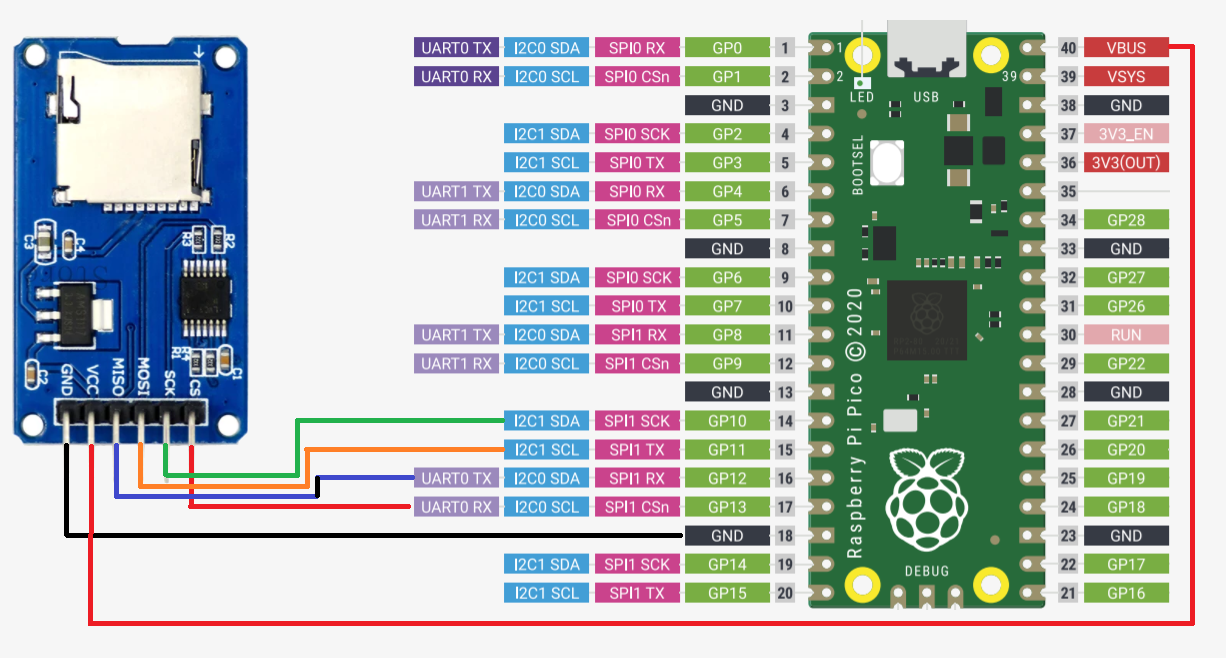 UART0 TX I2C0 SDA SPI0 RX GP0 1 1 40 VBUS
UART0 RX I2C0 SCL SPI0 CSn GP1 2 2 39 39 VSYS
GND 3 LED USB 38 GND
I2C1 SDA SPI0 SCK GP2 4 37 3V3_EN
I2C1 SCL SPI0 TX GP3 5 BOOTSEL 36 3V3(OUT)
UART1 TX I2C0 SDA SPI0 RX GP4 6 35
UART1 RX I2C0 SCL SPI0 CSn GP5 7 34 GP28
C3 C4 R3 R2 GND 8 33 GND
I2C1 SDA SPI0 SCK GP6 9 32 GP27
I2C1 SCL SPI0 TX GP7 10 31 GP26
UART1 TX I2C0 SDA SPI1 RX GP8 11 30 RUN
UART1 RX I2C0 SCL SPI1 CSn GP9 12 29 GP22
C2 R1 C1
GND VCC MISO MOSI SCK CS GND 13 28 GND
I2C1 SDA SPI1 SCK GP10 14 27 GP21
I2C1 SCL SPI1 TX GP11 15 26 GP20
UART0 TX I2C0 SDA SPI1 RX GP12 16 25 GP19
UART0 RX I2C0 SCL SPI1 CSn GP13 17 24 GP18
Raspberry Pi Pico © 2020
GND 18 23 GND
I2C1 SDA SPI1 SCK GP14 19 DEBUG 22 GP17
I2C1 SCL SPI1 TX GP15 20 21 GP16